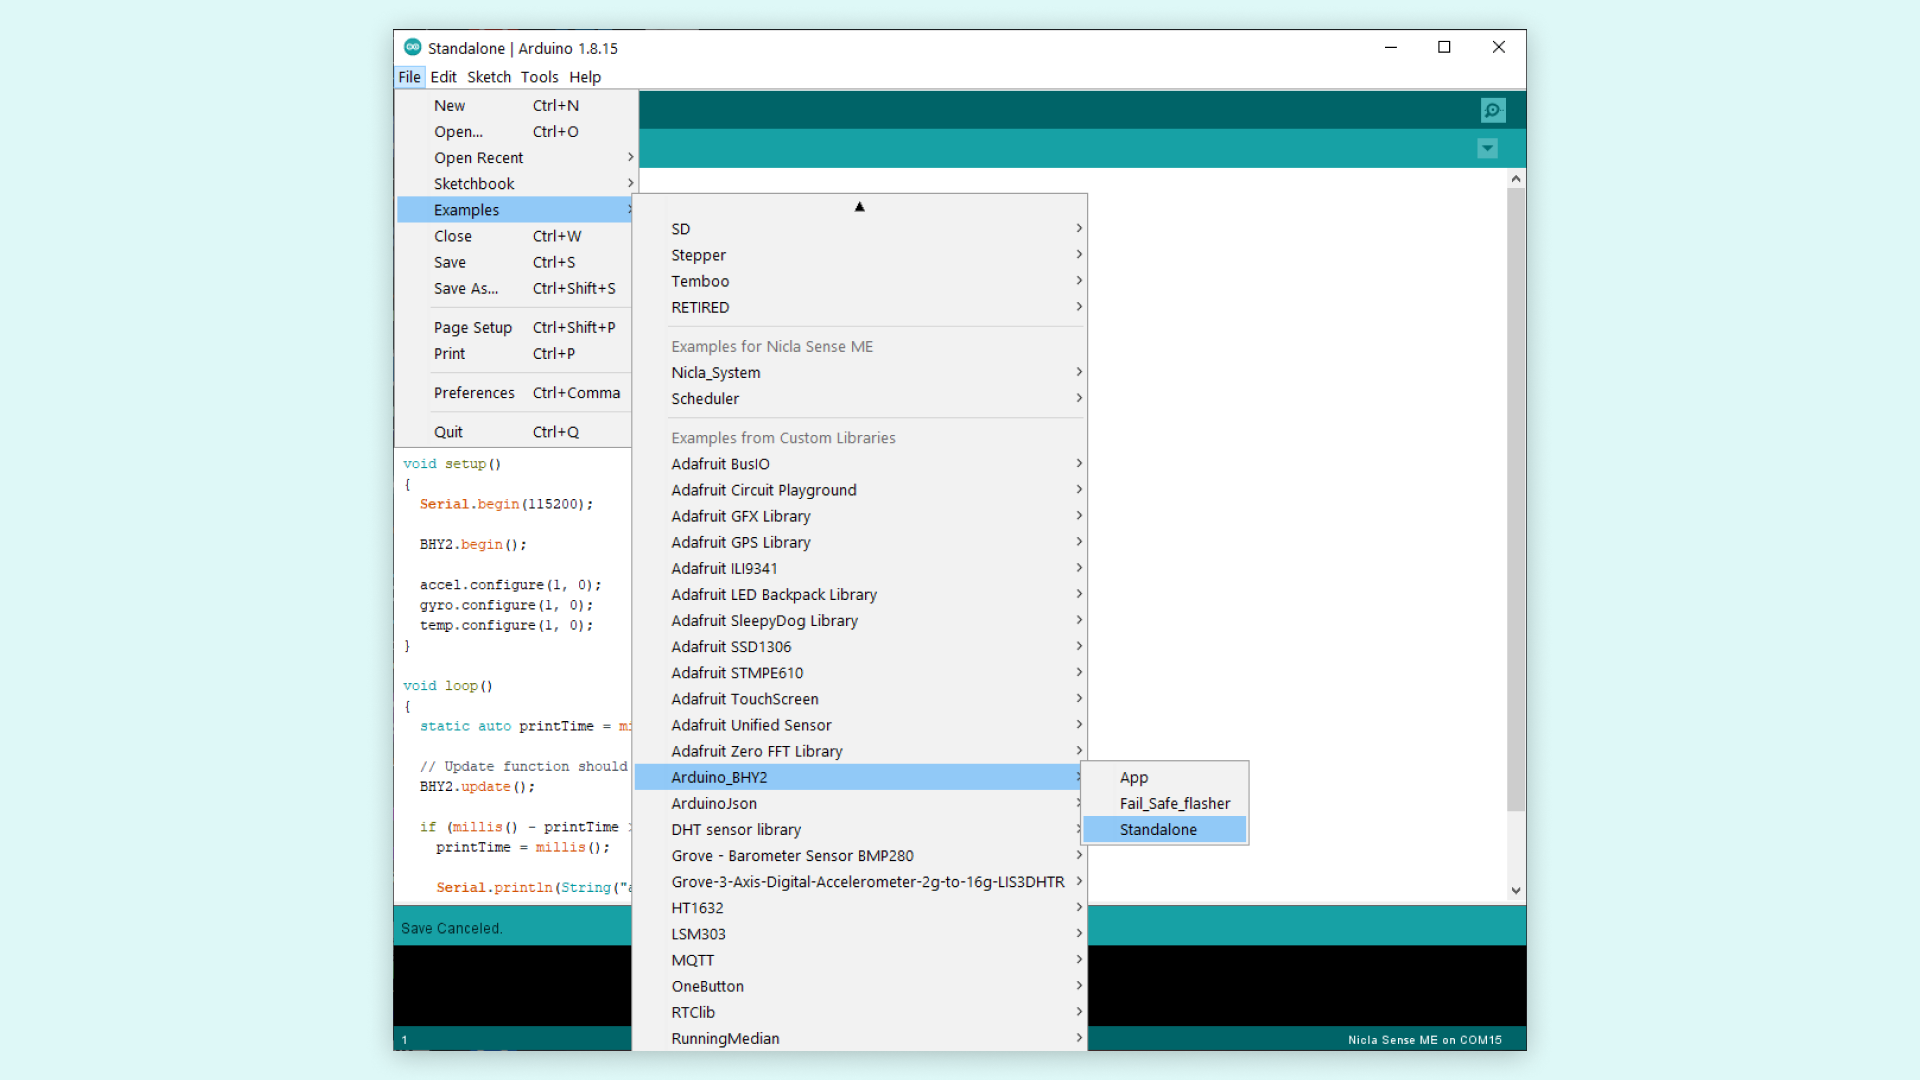 Standalone | Arduino 1.8.15
File Edit Sketch Tools Help
New Ctrl+N
Open... Ctrl+O
Open Recent
Sketchbook
Examples
Close Ctrl+W
Save Ctrl+S
Save As... Ctrl+Shift+S
Page Setup Ctrl+Shift+P
Print Ctrl+P
Preferences Ctrl+Comma
Quit Ctrl+Q
void setup()
{
Serial.begin(115200);
BHY2.begin();
accel.configure(1, 0);
gyro.configure(1, 0);
temp.configure(1, 0);
}
void loop()
{
static auto printTime = mi
// Update function should
BHY2.update();
if (millis() - printTime >
printTime = millis();
Serial.println(String("a
SD
Stepper
Temboo
RETIRED
Examples for Nicla Sense ME
Nicla_System
Scheduler
Examples from Custom Libraries
Adafruit BusIO
Adafruit Circuit Playground
Adafruit GFX Library
Adafruit GPS Library
Adafruit ILI9341
Adafruit LED Backpack Library
Adafruit SleepyDog Library
Adafruit SSD1306
Adafruit STMPE610
Adafruit TouchScreen
Adafruit Unified Sensor
Adafruit Zero FFT Library
Arduino_BHY2
ArduinoJson
DHT sensor library
Grove - Barometer Sensor BMP280
Grove-3-Axis-Digital-Accelerometer-2g-to-16g-LIS3DHTR
HT1632
LSM303
MQTT
OneButton
RTClib
RunningMedian
App
Fail_Safe_flasher
Standalone
Save Canceled.
1
Nicla Sense ME on COM15